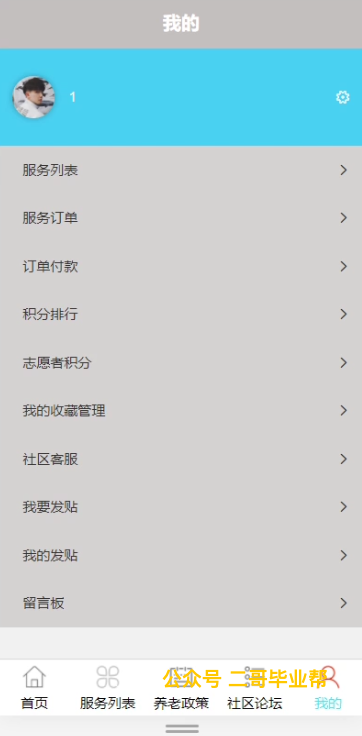 我的
1
服务列表
服务订单
订单付款
积分排行
志愿者积分
我的收藏管理
社区客服
我要发贴
我的发贴
留言板
公众号 二哥毕业帮
首页 服务列表 养老政策 社区论坛 我的